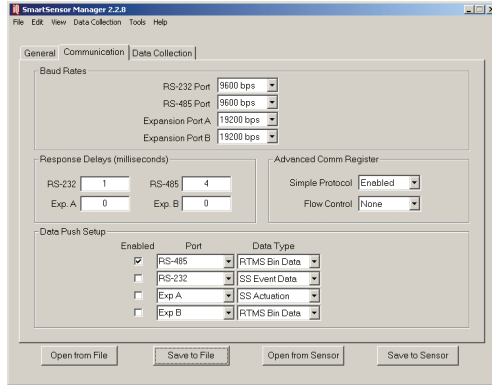 SmartSensor Manager 2.2.8
File Edit View Data Collection Tools Help
General Communication Data Collection
Baud Rates
RS-232 Port 9600 bps
RS-485 Port 9600 bps
Expansion Port A 19200 bps
Expansion Port B 19200 bps
Response Delays (milliseconds)
RS-232 1 RS-485 4
Exp. A 0 Exp. B 0
Advanced Comm Register
Simple Protocol Enabled
Flow Control None
Data Push Setup
Enabled Port Data Type
RS-485 RTMS Bin Data
RS-232 SS Event Data
Exp A SS Actuation
Exp B RTMS Bin Data
Open from File Save to File Open from Sensor Save to Sensor